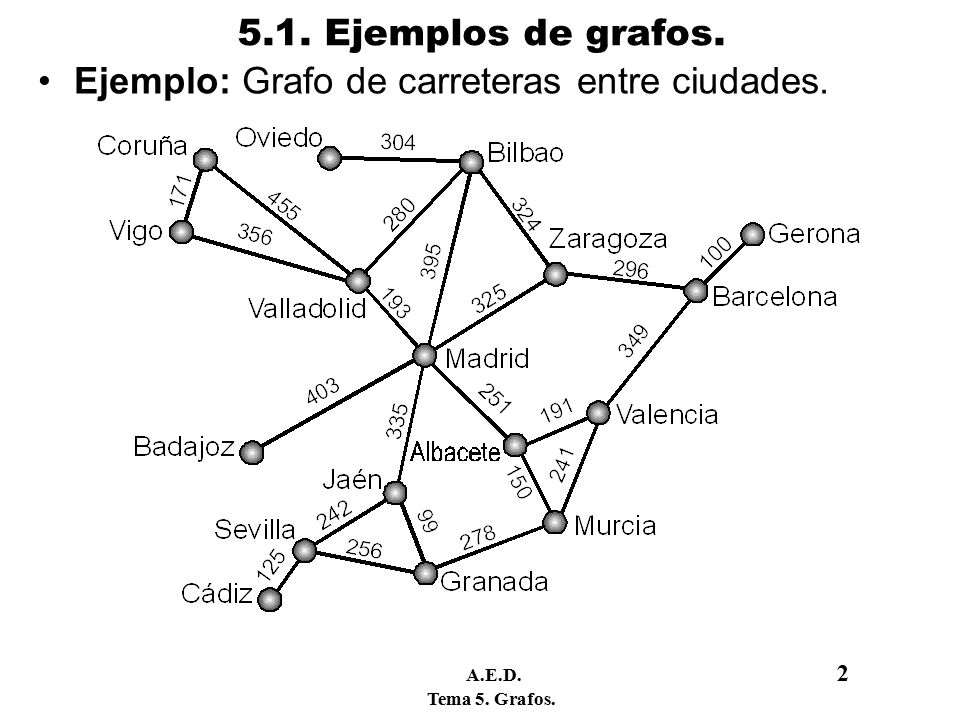 5.1. Ejemplos de grafos.
• Ejemplo: Grafo de carreteras entre ciudades.
Oviedo
304
Coruña
Bilbao
171
455
280
324
Vigo
356
395
Zaragoza
100
Gerona
296
Valladolid
193
325
Barcelona
349
Madrid
403
251
191
Valencia
335
Badajoz
Albacete
241
150
Jaén
242
99
Sevilla
256
278
Murcia
125
Cádiz
Granada
A.E.D.
2
Tema 5. Grafos.